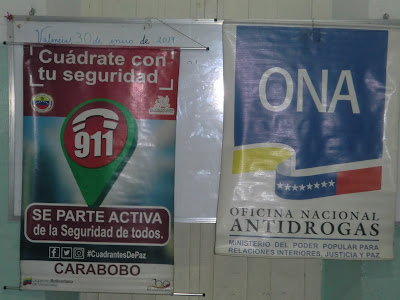 Valencia 30 de enero de 2019
Cuádrate con
tu seguridad
911
SE PARTE ACTIVA
de la Seguridad de todos.
#CuadrantesDePaz
CARABOBO
ONA
OFICINA NACIONAL
ANTIDROGAS
MINISTERIO DEL PODER POPULAR PARA
RELACIONES INTERIORES, JUSTICIA Y PAZ